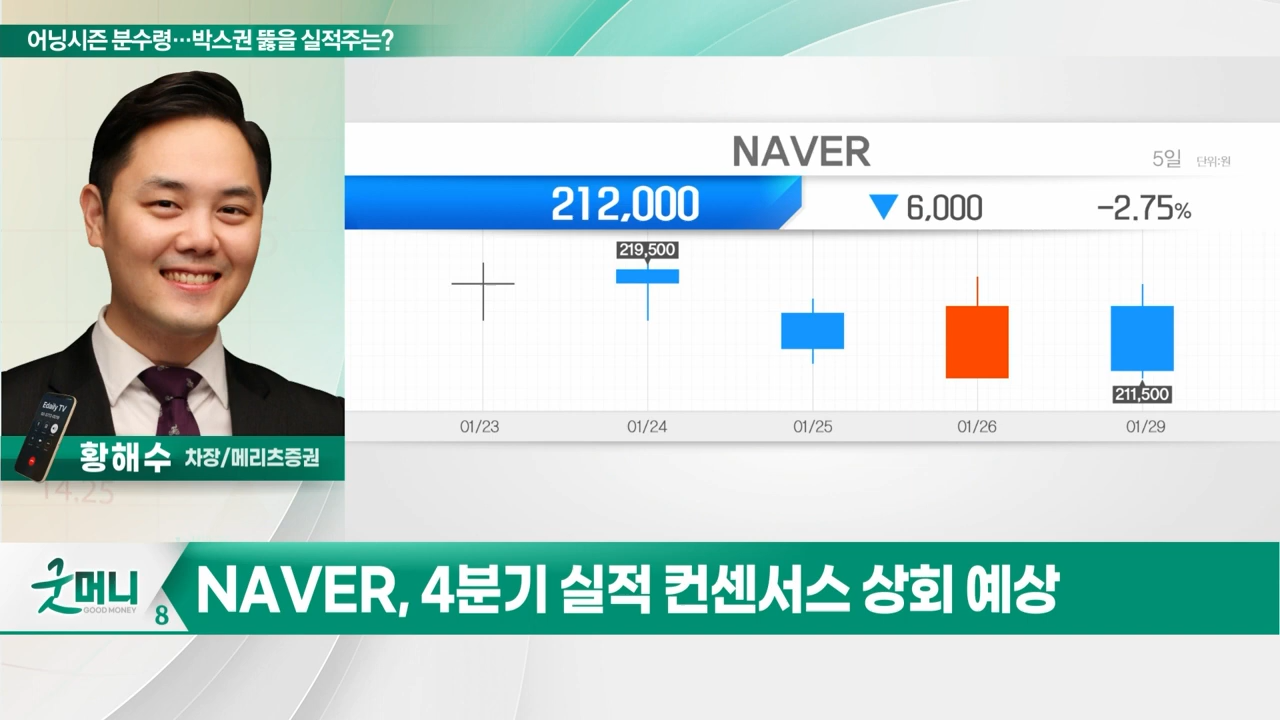 어닝시즌 분수령…박스권 뚫을 실적주는?
NAVER
5일 단위:원
212,000 ▼ 6,000 -2.75%
219,500
211,500
01/23 01/24 01/25 01/26 01/29
Edaily TV
황해수 차장/메리츠증권
14.25
굿머니
GOOD MONEY
8
NAVER, 4분기 실적 컨센서스 상회 예상